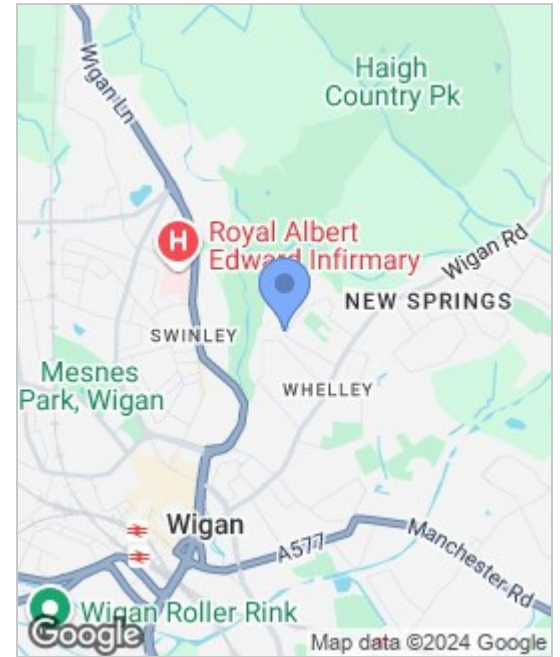 Wigan Ln
Haigh
Country Pk
H
Royal Albert
Edward Infirmary
Wigan Rd
NEW SPRINGS
SWINLEY
Mesnes
Park, Wigan
WHELLEY
Wigan
A577
Manchester Rd
Wigan Roller Rink
Google
Map data ©2024 Google